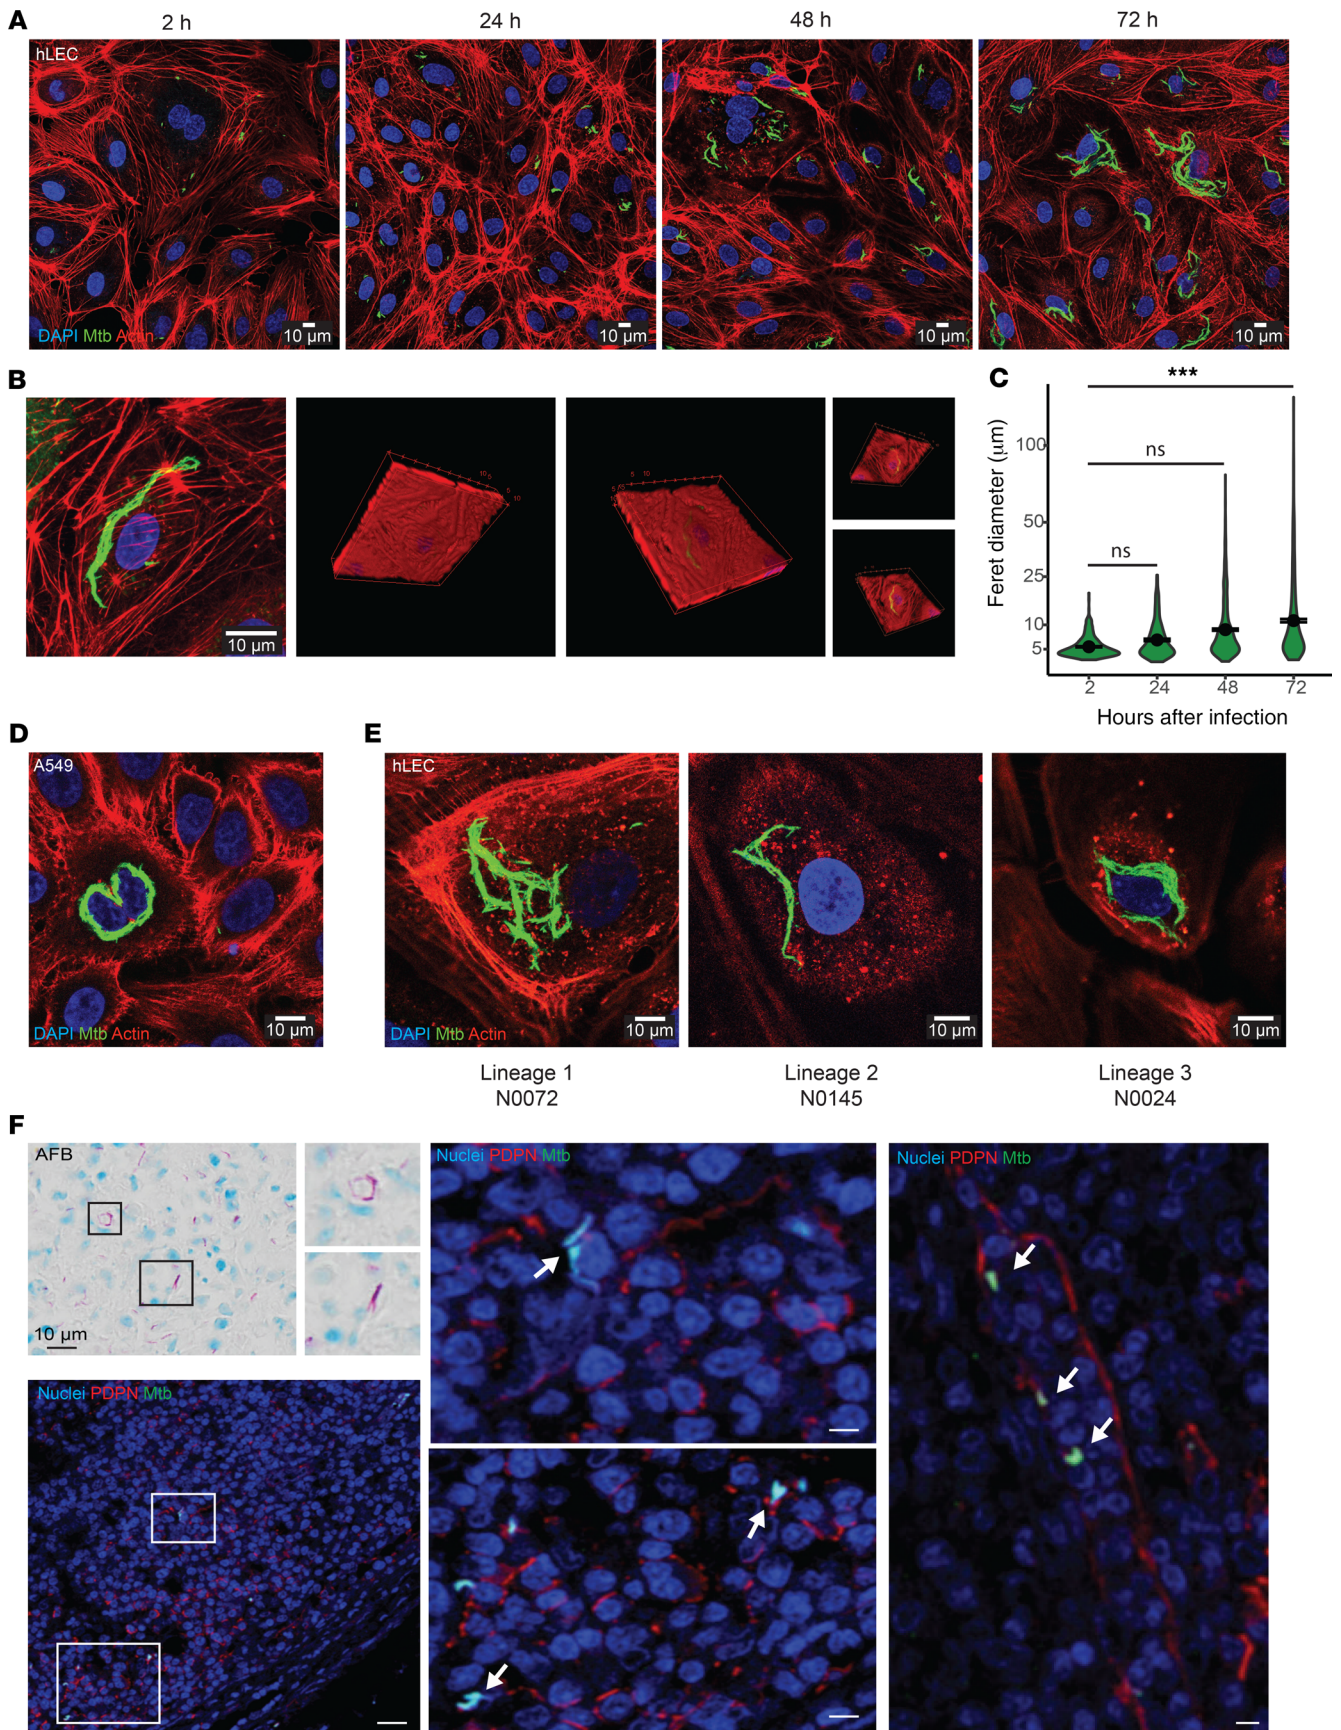 A
2 h
24 h
48 h
72 h
hLEC
DAPI Mtb Actin
10 µm
10 µm
10 µm
10 µm
B
10 µm
C
***
ns
ns
Feret diameter (µm)
100
50
25
10
5
2
24
48
72
Hours after infection
D
A549
DAPI Mtb Actin
10 µm
E
hLEC
DAPI Mtb Actin
10 µm
10 µm
10 µm
Lineage 1
N0072
Lineage 2
N0145
Lineage 3
N0024
F
AFB
10 µm
Nuclei PDPN Mtb
Nuclei PDPN Mtb
Nuclei PDPN Mtb